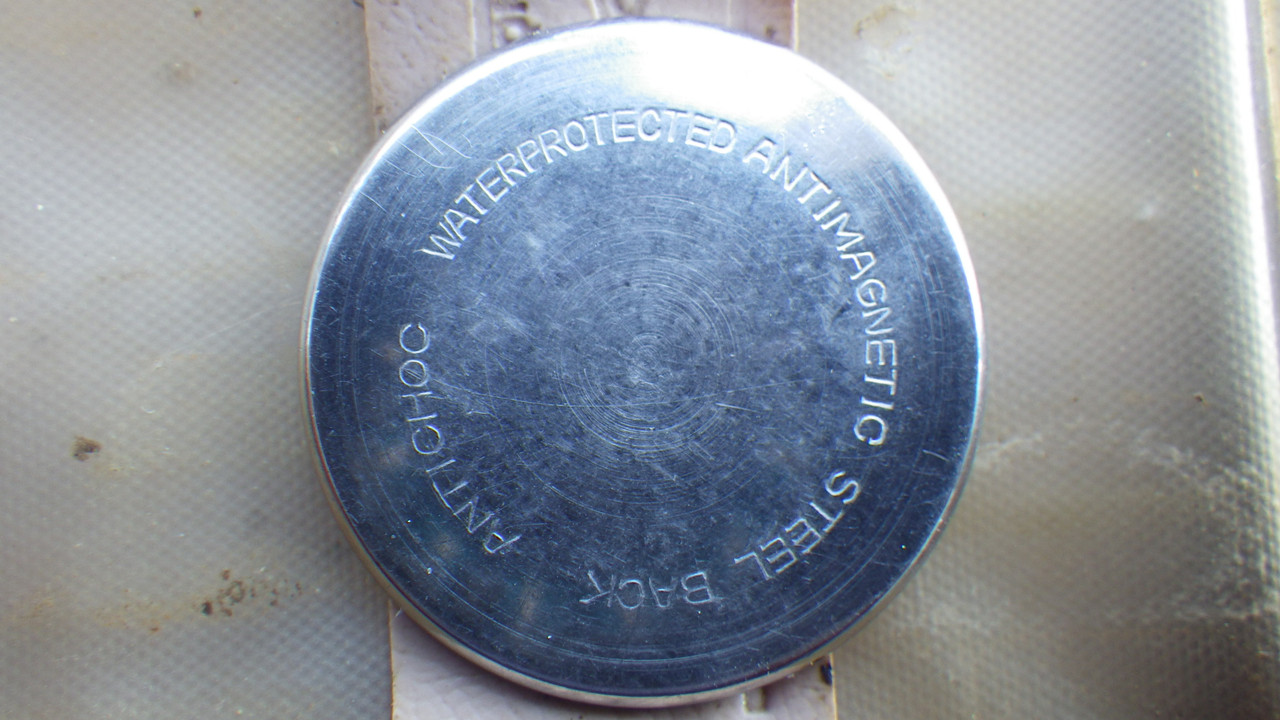 WATERPROTECTED ANTIMAGNETIC STEEL BACK ANTICHOC